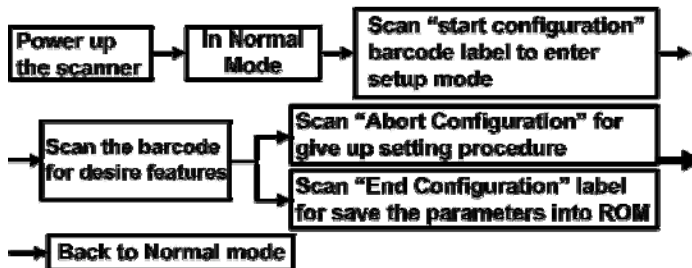 Power up
the scanner
In Normal
Mode
Scan “start configuration”
barcode label to enter
setup mode
Scan the barcode
for desire features
Scan “Abort Configuration” for
give up setting procedure
Scan “End Configuration” label
for save the parameters into ROM
Back to Normal mode